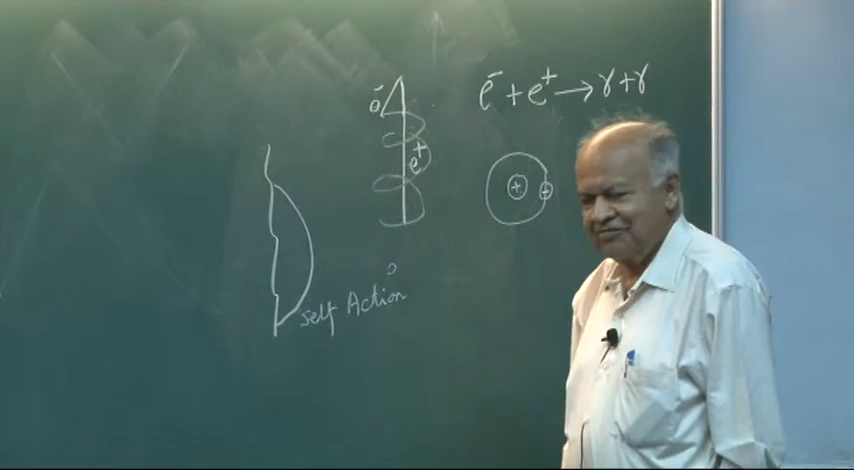 e⁻ + e⁺ → γ + γ
e⁻
e⁺
+
+
Self Action